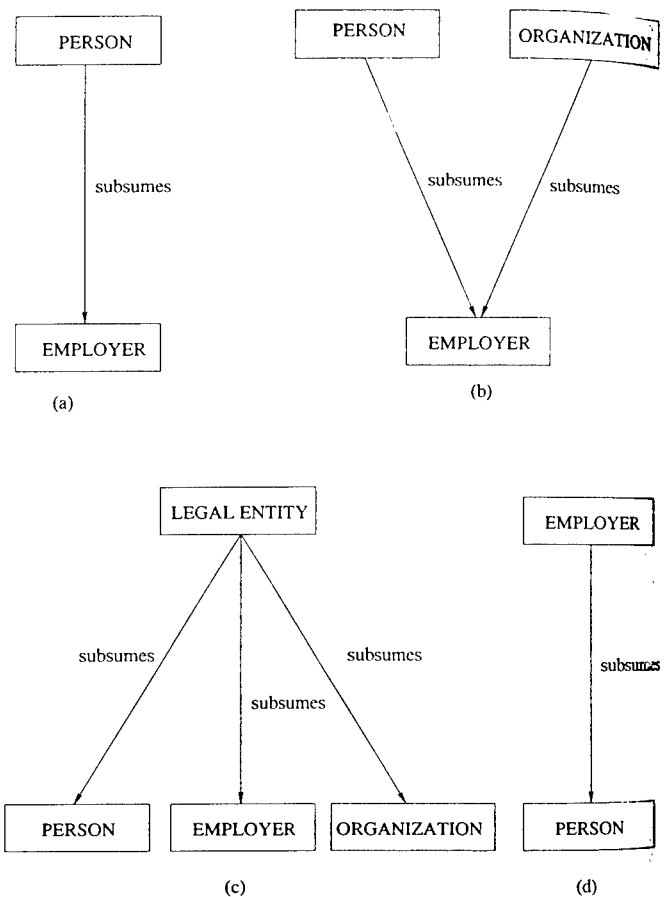 PERSON
subsumes
EMPLOYER
(a)
PERSON
ORGANIZATION
subsumes
subsumes
EMPLOYER
(b)
LEGAL ENTITY
subsumes
subsumes
subsumes
PERSON
EMPLOYER
ORGANIZATION
(c)
EMPLOYER
subsumes
PERSON
(d)